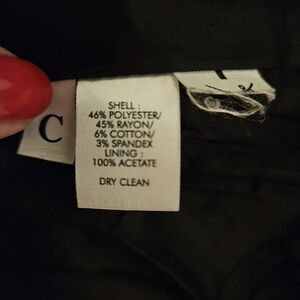 C
SHELL :
46% POLYESTER/
45% RAYON/
6% COTTON/
3% SPANDEX
LINING :
100% ACETATE
DRY CLEAN
&